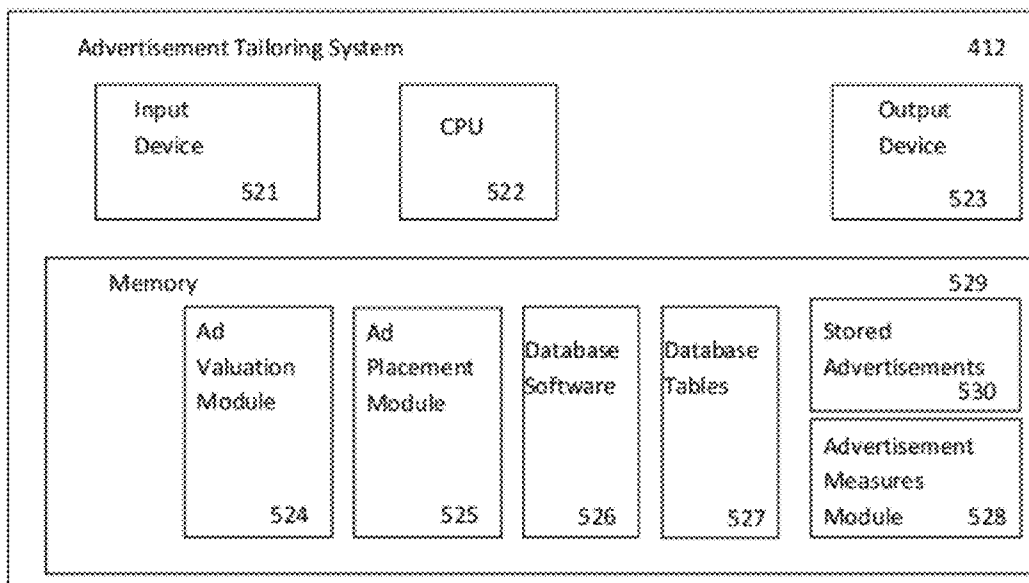 Advertisement Tailoring System 412
Input
Device
521
CPU
522
Output
Device
523
Memory 529
Ad
Valuation
Module
524
Ad
Placement
Module
525
Database
Software
526
Database
Tables
527
Stored
Advertisements
530
Advertisement
Measures
Module 528